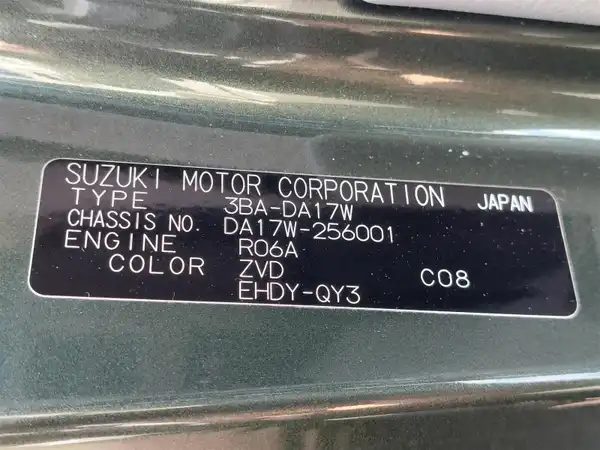 SUZUKI MOTOR CORPORATION JAPAN
TYPE 3BA-DA17W
CHASSIS NO. DA17W-256001
ENGINE R06A
COLOR ZVD C08
EHDY-QY3